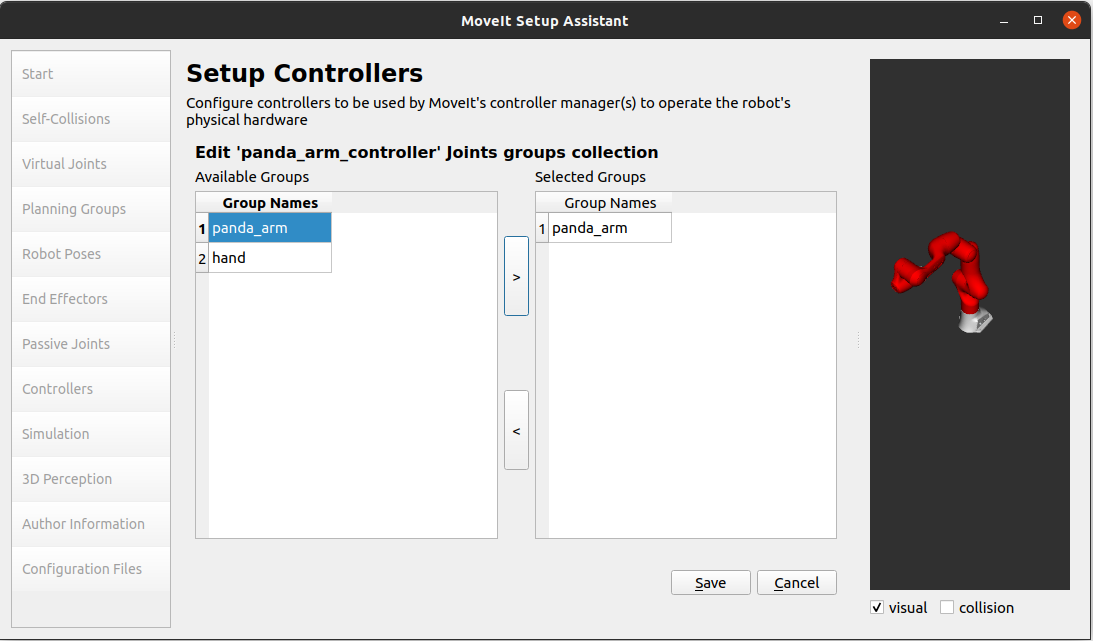 MoveIt Setup Assistant
Start
Self-Collisions
Virtual Joints
Planning Groups
Robot Poses
End Effectors
Passive Joints
Controllers
Simulation
3D Perception
Author Information
Configuration Files
Setup Controllers
Configure controllers to be used by MoveIt's controller manager(s) to operate the robot's
physical hardware
Edit 'panda_arm_controller' Joints groups collection
Available Groups
Group Names
1 panda_arm
2 hand
>
<
Selected Groups
Group Names
1 panda_arm
Save
Cancel
visual
collision